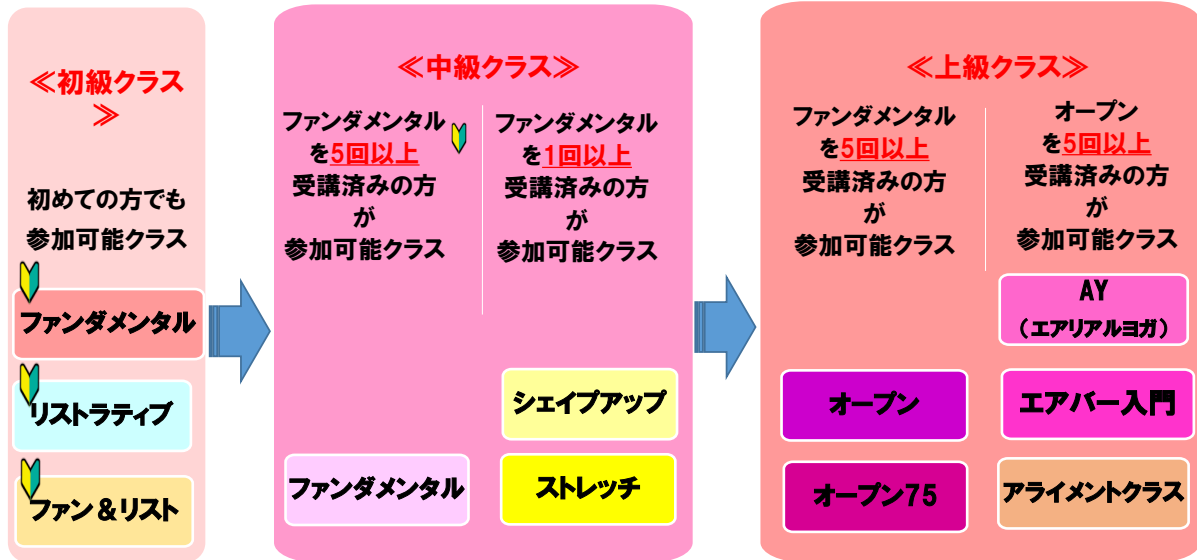 ≪初級クラス
≫
初めての方でも
参加可能クラス
ファンダメンタル
リストラティブ
ファン＆リスト
≪中級クラス≫
ファンダメンタル
を5回以上
受講済みの方
が
参加可能クラス
ファンダメンタル
を1回以上
受講済みの方
が
参加可能クラス
シェイプアップ
ファンダメンタル
ストレッチ
≪上級クラス≫
ファンダメンタル
を5回以上
受講済みの方
が
参加可能クラス
オープン
を5回以上
受講済みの方
が
参加可能クラス
AY
（エアリアルヨガ）
オープン
エアバー入門
オープン75
アライメントクラス